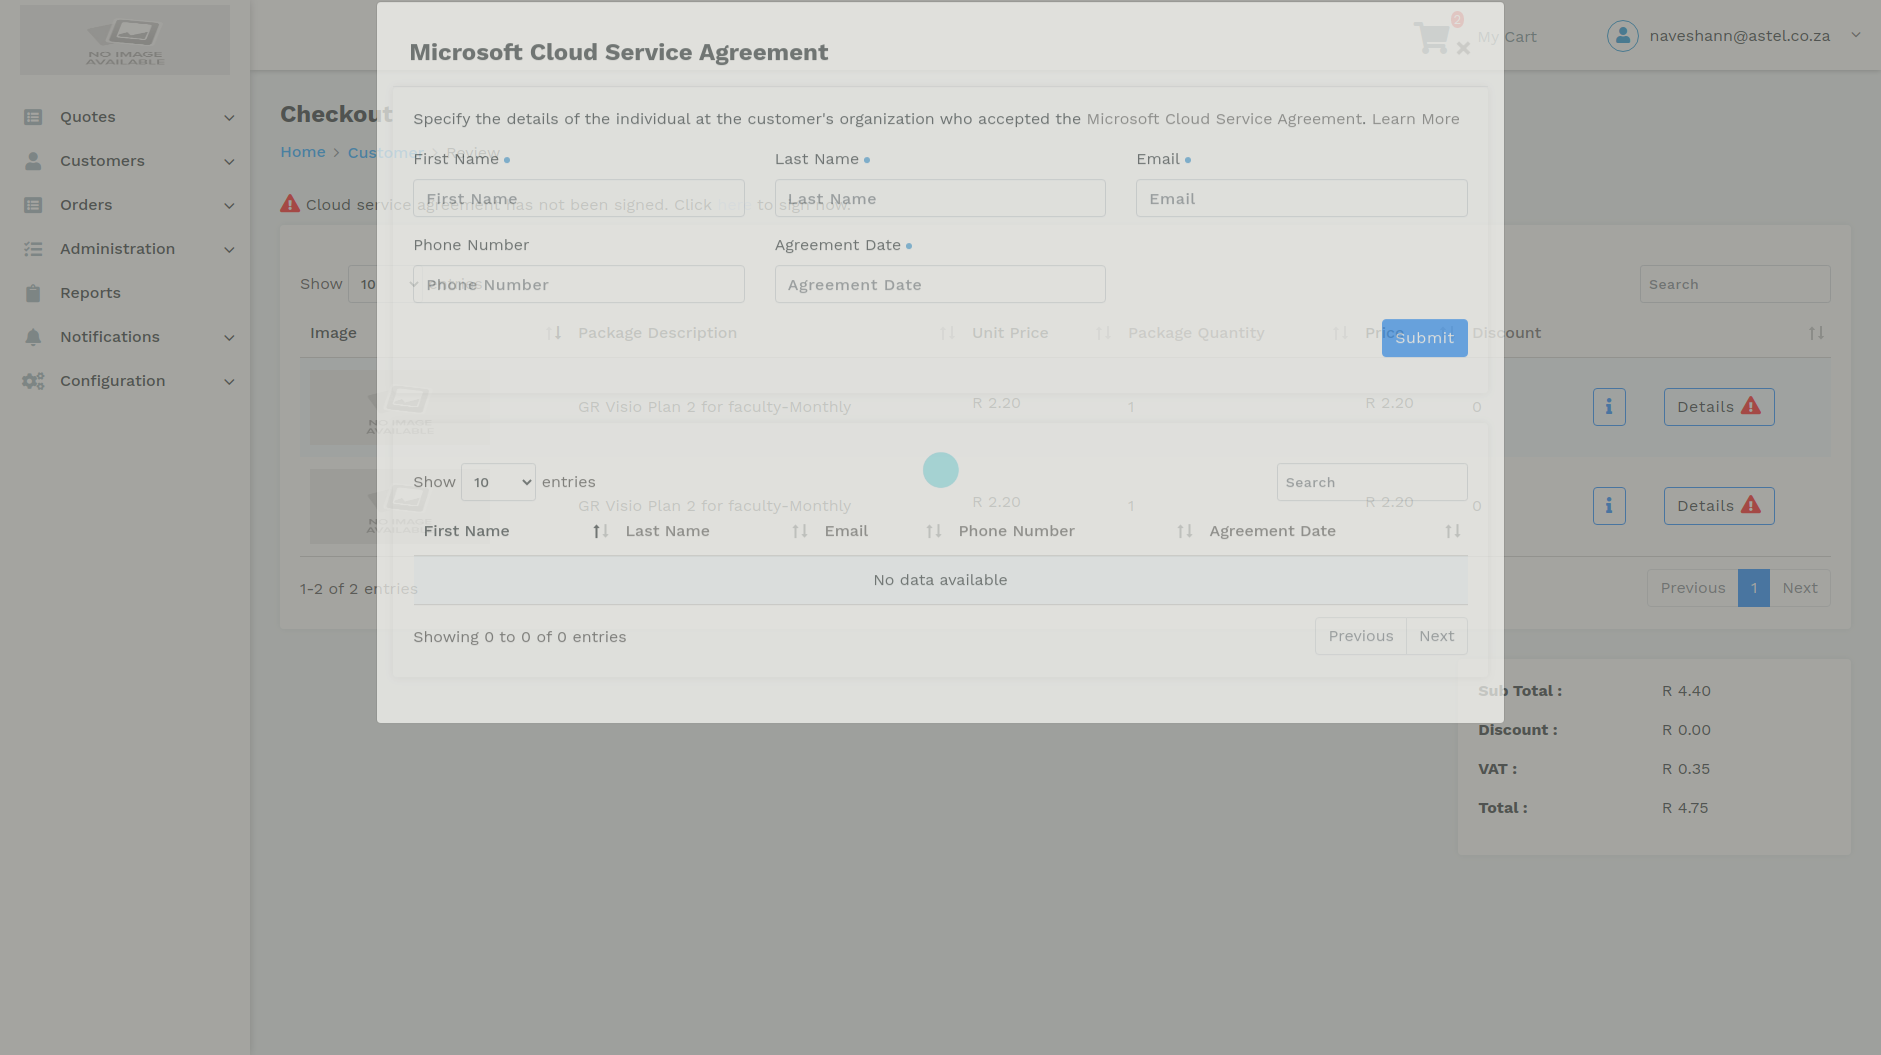 NO IMAGE
AVAILABLE
Quotes
Customers
Orders
Administration
Reports
Notifications
Configuration
2
My Cart
naveshann@astel.co.za
Microsoft Cloud Service Agreement
Specify the details of the individual at the customer's organization who accepted the Microsoft Cloud Service Agreement. Learn More
First Name
Last Name
Email
First Name
Last Name
Email
Phone Number
Agreement Date
Phone Number
Agreement Date
Submit
Show 10 entries
Search
First Name
Last Name
Email
Phone Number
Agreement Date
No data available
Showing 0 to 0 of 0 entries
Previous
Next
Checkout
Home > Customer > Review
Cloud service agreement has not been signed. Click here to sign now.
Show 10 entries
Search
Image
Package Description
Unit Price
Package Quantity
Price
Discount
NO IMAGE
AVAILABLE
GR Visio Plan 2 for faculty-Monthly
R 2.20
1
R 2.20
0
Details
NO IMAGE
AVAILABLE
GR Visio Plan 2 for faculty-Monthly
R 2.20
1
R 2.20
0
Details
1-2 of 2 entries
Previous
1
Next
Sub Total : R 4.40
Discount : R 0.00
VAT : R 0.35
Total : R 4.75